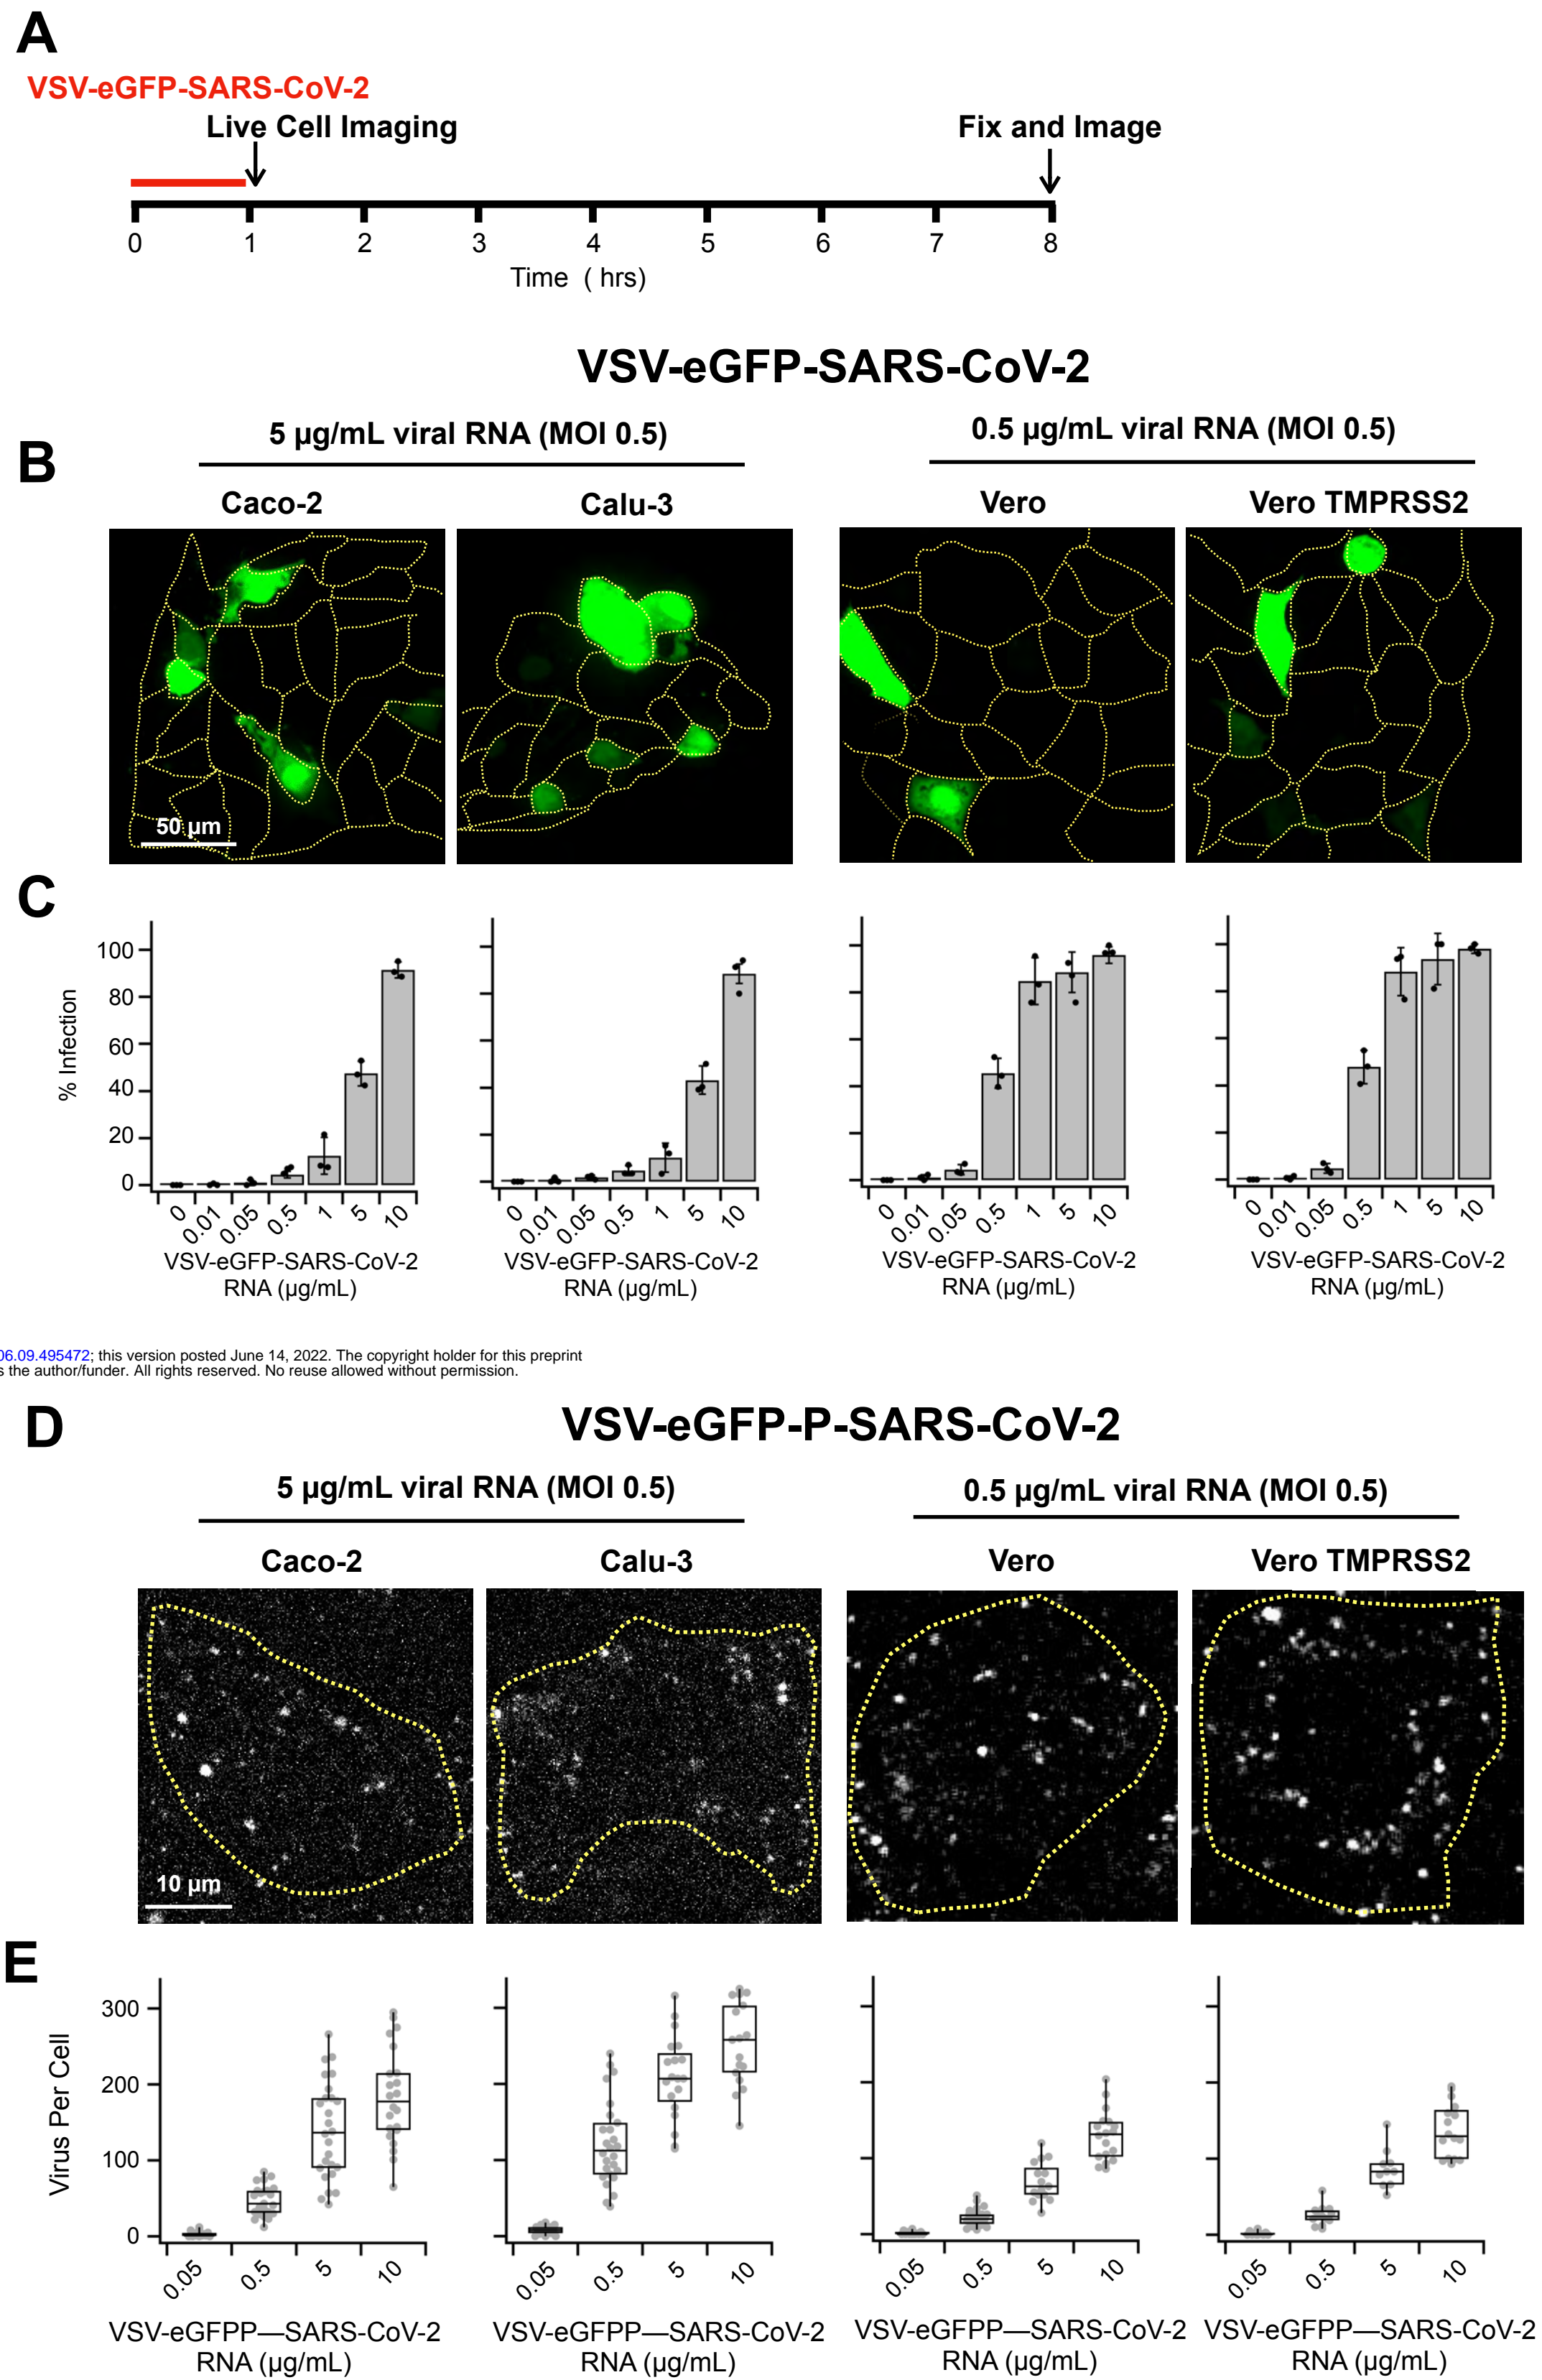 A
VSV-eGFP-SARS-CoV-2
Live Cell Imaging
Fix and Image
0 1 2 3 4 5 6 7 8
Time ( hrs)
VSV-eGFP-SARS-CoV-2
B
5 µg/mL viral RNA (MOI 0.5)
0.5 µg/mL viral RNA (MOI 0.5)
Caco-2
Calu-3
Vero
Vero TMPRSS2
50 µm
C
% Infection
100
80
60
40
20
0
0 0.01 0.05 0.5 1 5 10
VSV-eGFP-SARS-CoV-2
RNA (µg/mL)
0 0.01 0.05 0.5 1 5 10
VSV-eGFP-SARS-CoV-2
RNA (µg/mL)
0 0.01 0.05 0.5 1 5 10
VSV-eGFP-SARS-CoV-2
RNA (µg/mL)
0 0.01 0.05 0.5 1 5 10
VSV-eGFP-SARS-CoV-2
RNA (µg/mL)
06.09.495472; this version posted June 14, 2022. The copyright holder for this preprint
s the author/funder. All rights reserved. No reuse allowed without permission.
D
VSV-eGFP-P-SARS-CoV-2
5 µg/mL viral RNA (MOI 0.5)
0.5 µg/mL viral RNA (MOI 0.5)
Caco-2
Calu-3
Vero
Vero TMPRSS2
10 µm
E
Virus Per Cell
300
200
100
0
0.05 0.5 5 10
VSV-eGFPP—SARS-CoV-2
RNA (µg/mL)
0.05 0.5 5 10
VSV-eGFPP—SARS-CoV-2
RNA (µg/mL)
0.05 0.5 5 10
VSV-eGFPP—SARS-CoV-2
RNA (µg/mL)
0.05 0.5 5 10
VSV-eGFPP—SARS-CoV-2
RNA (µg/mL)